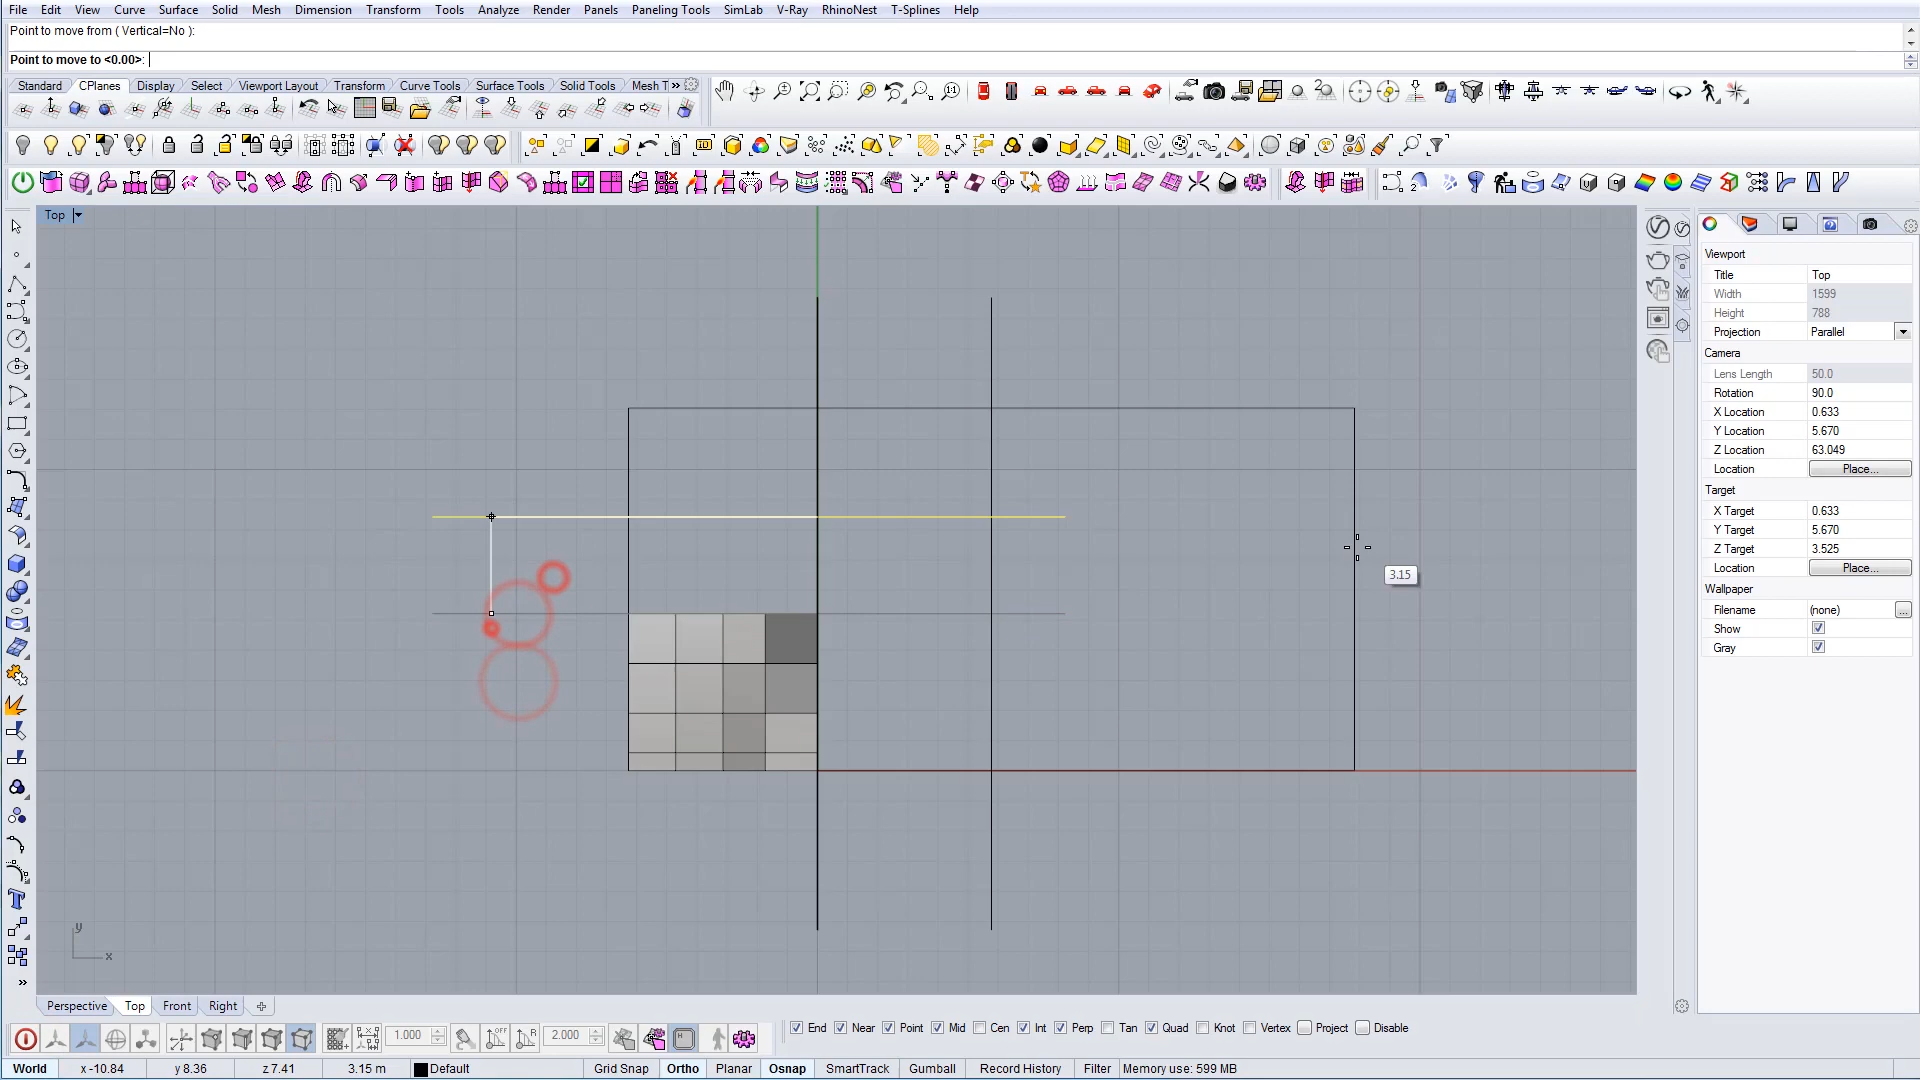 File Edit View Curve Surface Solid Mesh Dimension Transform Tools Analyze Render Panels Paneling Tools SimLab V-Ray RhinoNest T-Splines Help
Point to move from ( Vertical=No ):
Point to move to <0.00>:
Standard CPlanes Display Select Viewport Layout Transform Curve Tools Surface Tools Solid Tools Mesh T »
Top
Viewport
Title Top
Width 1599
Height 788
Projection Parallel
Camera
Lens Length 50.0
Rotation 90.0
X Location 0.633
Y Location 5.670
Z Location 63.049
Location Place...
Target
X Target 0.633
Y Target 5.670
Z Target 3.525
Location Place...
Wallpaper
Filename (none) ...
Show
Gray
3.15
y
x
Perspective Top Front Right
1.000 2.000
End Near Point Mid Cen Int Perp Tan Quad Knot Vertex Project Disable
World x -10.84 y 8.36 z 7.41 3.15 m Default Grid Snap Ortho Planar Osnap SmartTrack Gumball Record History Filter Memory use: 599 MB